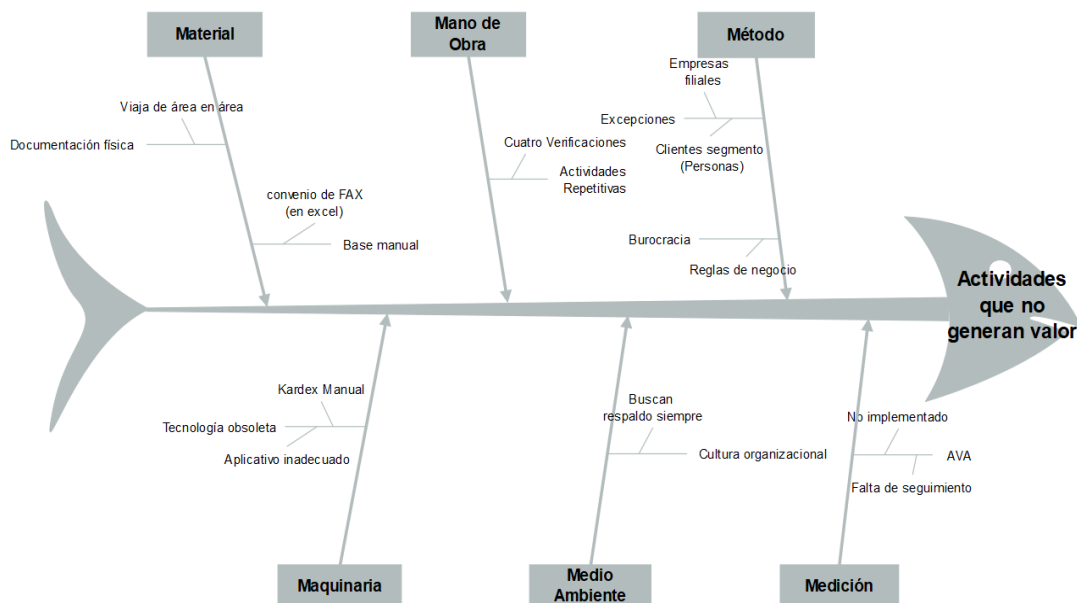 Material
Mano de
Obra
Método
Empresas
filiales
Viaja de área en área
Excepciones
Documentación física
Cuatro Verificaciones
Clientes segmento
(Personas)
Actividades
Repetitivas
convenio de FAX
(en excel)
Base manual
Burocracia
Reglas de negocio
Actividades
que no
generan valor
Kardex Manual
Buscan
respaldo siempre
No implementado
Tecnología obsoleta
Cultura organizacional
AVA
Aplicativo inadecuado
Falta de seguimiento
Maquinaria
Medio
Ambiente
Medición